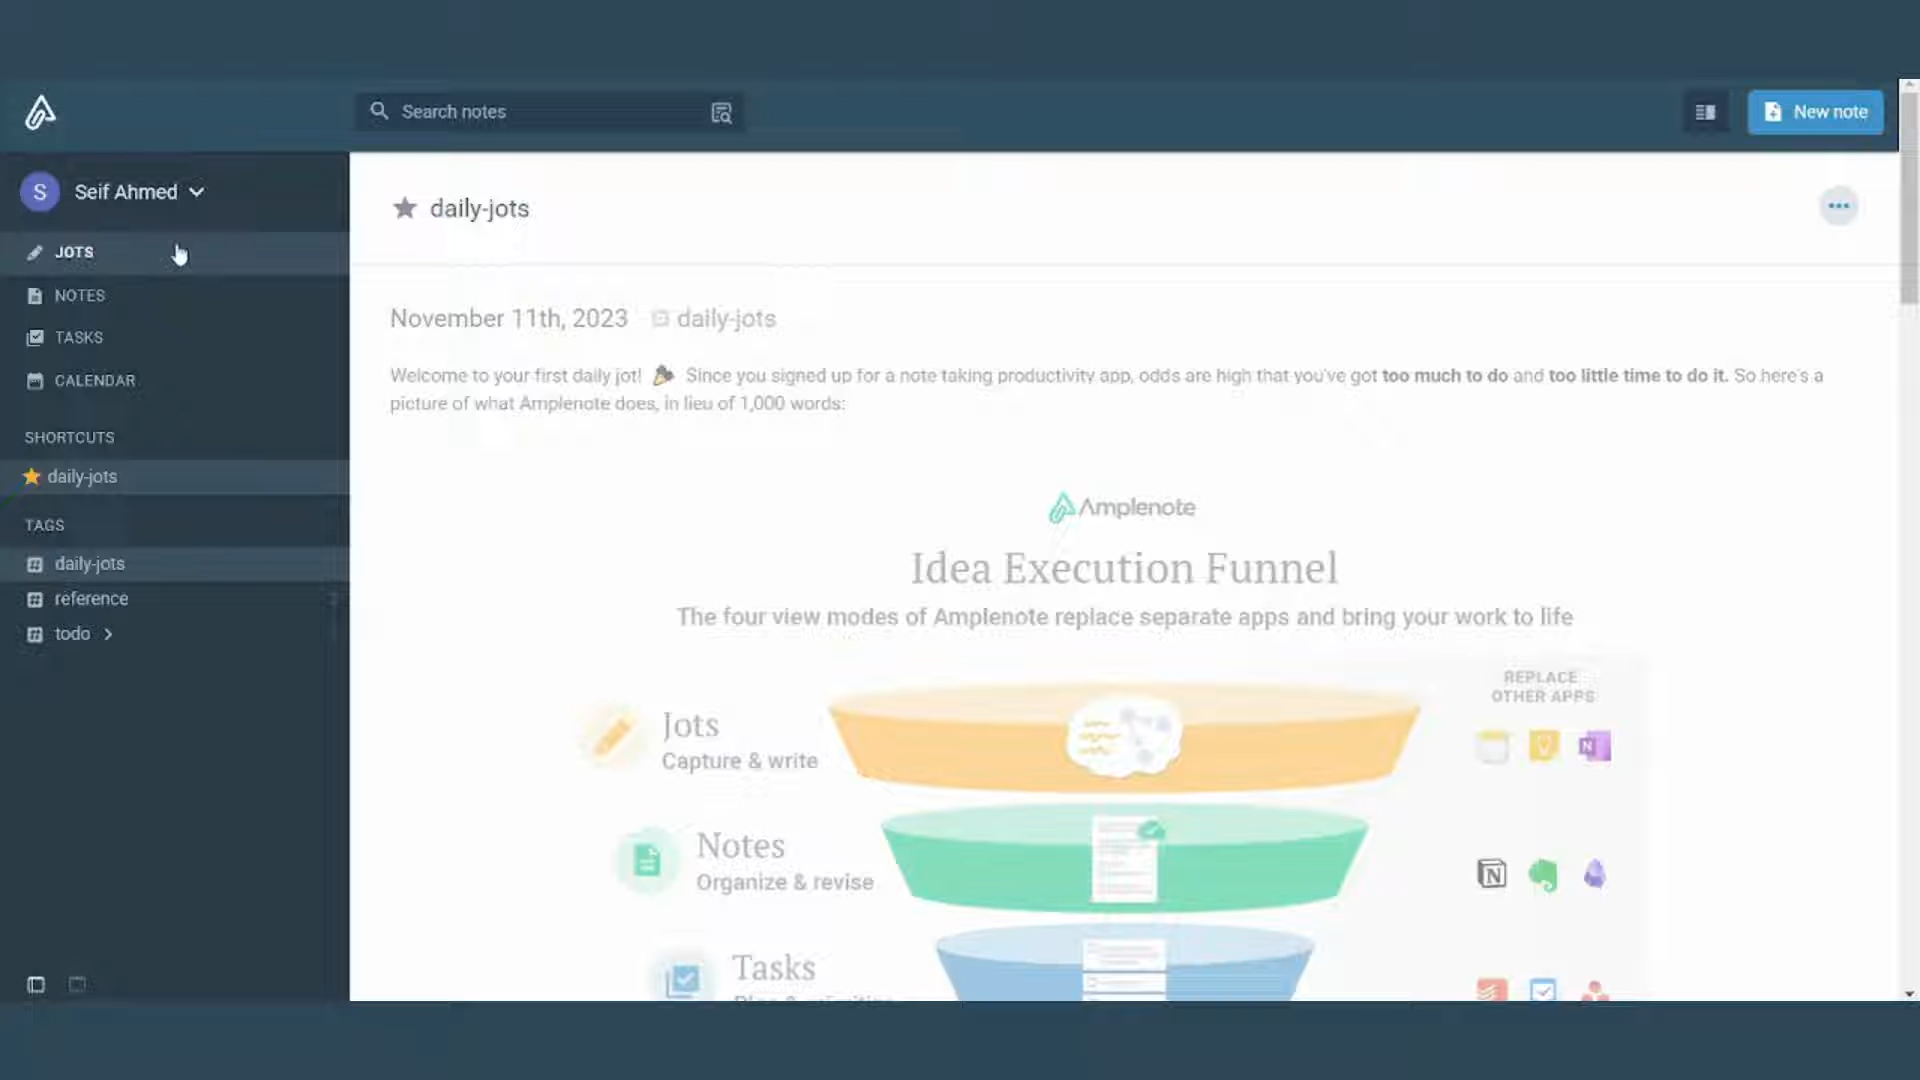 Search notes
New note
S
Seif Ahmed
JOTS
NOTES
TASKS
CALENDAR
SHORTCUTS
daily-jots
TAGS
daily-jots
reference
todo
daily-jots
November 11th, 2023 daily-jots
Welcome to your first daily jot! Since you signed up for a note taking productivity app, odds are high that you've got too much to do and too little time to do it. So here's a
picture of what Amplenote does, in lieu of 1,000 words:
Amplenote
Idea Execution Funnel
The four view modes of Amplenote replace separate apps and bring your work to life
REPLACE
OTHER APPS
Jots
Capture & write
N
Notes
Organize & revise
N
Tasks